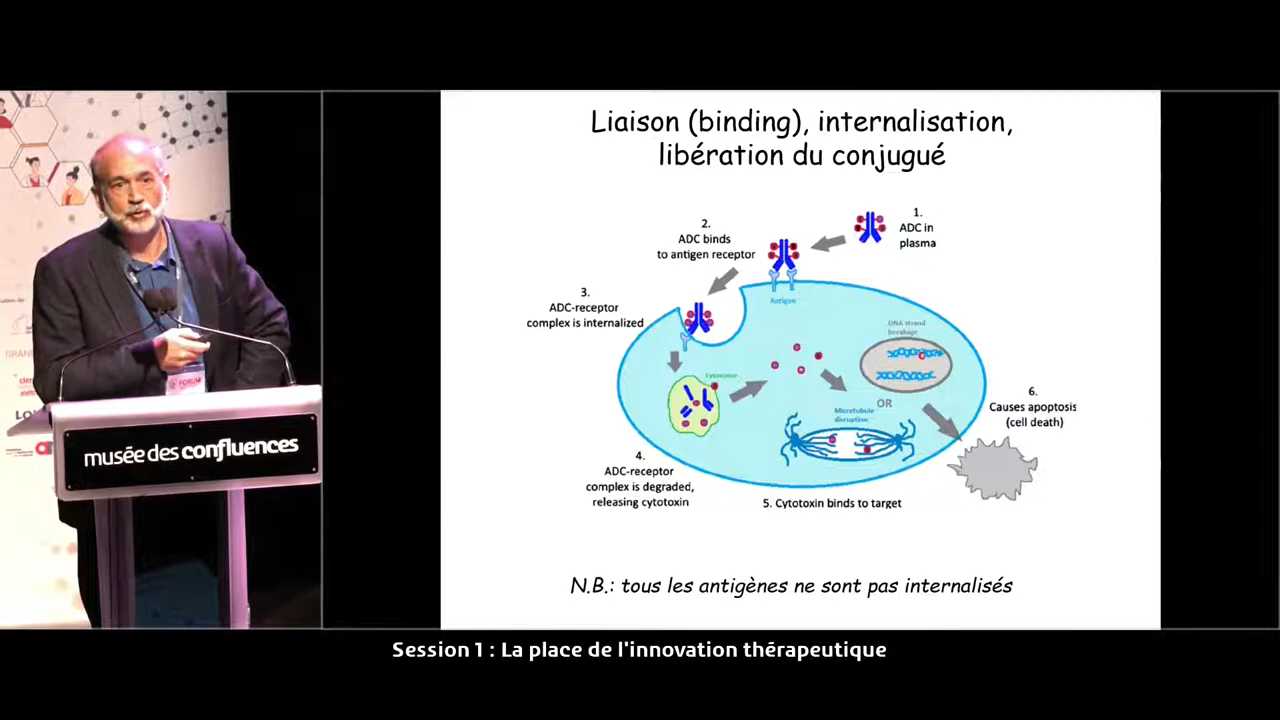 Liaison (binding), internalisation,
libération du conjugué
1.
ADC in
plasma
2.
ADC binds
to antigen receptor
3.
ADC-receptor
complex is internalized
Antigen
DNA strand
breakage
OR
Microtubule
disruption
6.
Causes apoptosis
(cell death)
4.
ADC-receptor
complex is degraded,
releasing cytotoxin
5. Cytotoxin binds to target
N.B.: tous les antigènes ne sont pas internalisés
FORUM
musée des confluences
Session 1 : La place de l'innovation thérapeutique